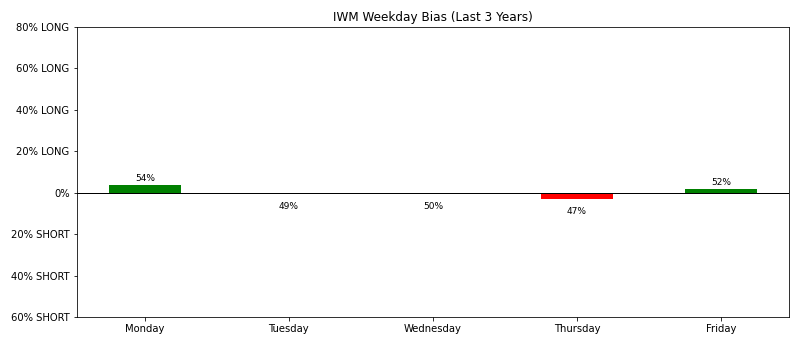 IWM Weekday Bias (Last 3 Years)
80% LONG
60% LONG
40% LONG
20% LONG
0%
20% SHORT
40% SHORT
60% SHORT
54%
49%
50%
47%
52%
Monday
Tuesday
Wednesday
Thursday
Friday